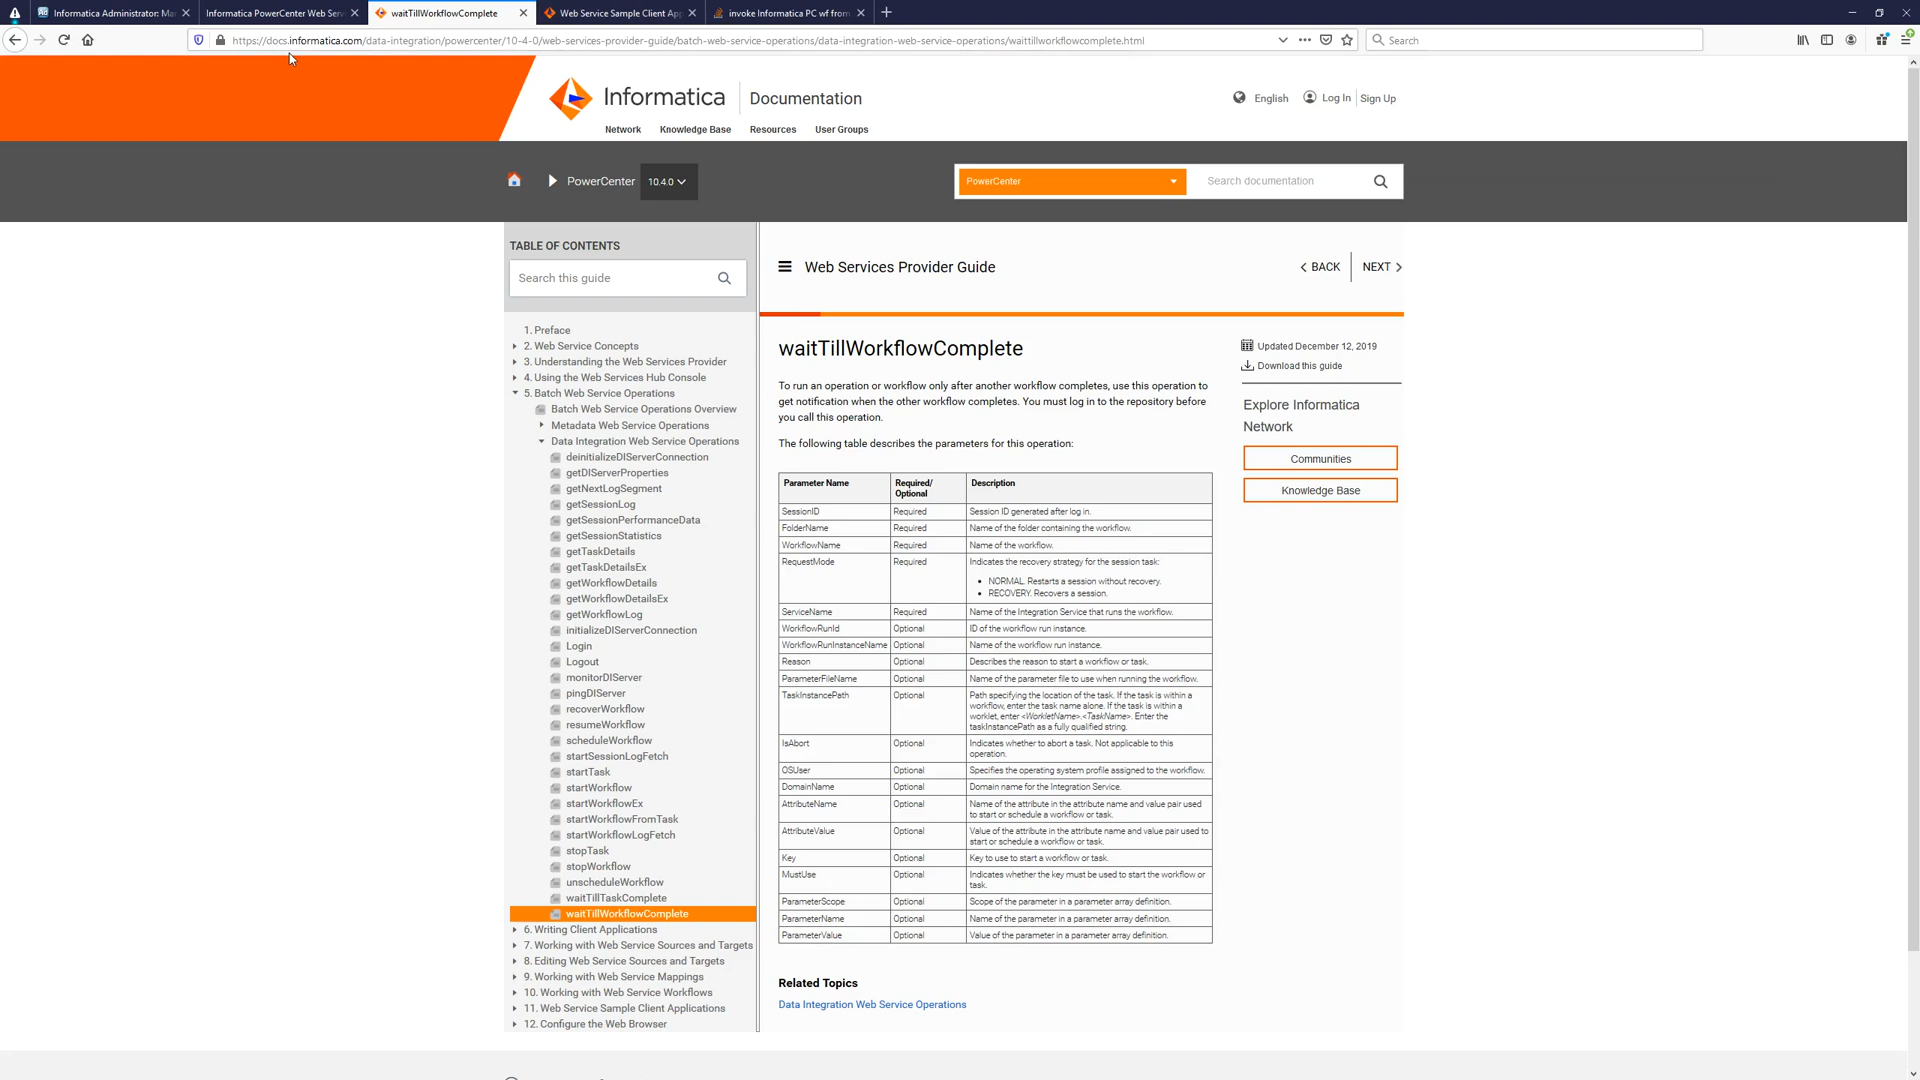 Informatica Administrator: Ma
Informatica PowerCenter Web Serv
waitTillWorkflowComplete
Web Service Sample Client App
invoke Informatica PC wf from
https://docs.informatica.com/data-integration/powercenter/10-4-0/web-services-provider-guide/batch-web-service-operations/data-integration-web-service-operations/waittillworkflowcomplete.html
Search
Informatica
Documentation
English
Log In
Sign Up
Network
Knowledge Base
Resources
User Groups
PowerCenter
10.4.0
PowerCenter
Search documentation
TABLE OF CONTENTS
Search this guide
1. Preface
2. Web Service Concepts
3. Understanding the Web Services Provider
4. Using the Web Services Hub Console
5. Batch Web Service Operations
Batch Web Service Operations Overview
Metadata Web Service Operations
Data Integration Web Service Operations
deinitializeDIServerConnection
getDIServerProperties
getNextLogSegment
getSessionLog
getSessionPerformanceData
getSessionStatistics
getTaskDetails
getTaskDetailsEx
getWorkflowDetails
getWorkflowDetailsEx
getWorkflowLog
initializeDIServerConnection
Login
Logout
monitorDIServer
pingDIServer
recoverWorkflow
resumeWorkflow
scheduleWorkflow
startSessionLogFetch
startTask
startWorkflow
startWorkflowEx
startWorkflowFromTask
startWorkflowLogFetch
stopTask
stopWorkflow
unscheduleWorkflow
waitTillTaskComplete
waitTillWorkflowComplete
6. Writing Client Applications
7. Working with Web Service Sources and Targets
8. Editing Web Service Sources and Targets
9. Working with Web Service Mappings
10. Working with Web Service Workflows
11. Web Service Sample Client Applications
12. Configure the Web Browser
Web Services Provider Guide
BACK
NEXT
waitTillWorkflowComplete
To run an operation or workflow only after another workflow completes, use this operation to
get notification when the other workflow completes. You must log in to the repository before
you call this operation.
The following table describes the parameters for this operation:
Parameter Name
Required/
Optional
Description
SessionID
Required
Session ID generated after log in.
FolderName
Required
Name of the folder containing the workflow.
WorkflowName
Required
Name of the workflow.
RequestMode
Required
Indicates the recovery strategy for the session task:
• NORMAL. Restarts a session without recovery.
• RECOVERY. Recovers a session.
ServiceName
Required
Name of the Integration Service that runs the workflow.
WorkflowRunId
Optional
ID of the workflow run instance.
WorkflowRunInstanceName
Optional
Name of the workflow run instance.
Reason
Optional
Describes the reason to start a workflow or task.
ParameterFileName
Optional
Name of the parameter file to use when running the workflow.
TaskInstancePath
Optional
Path specifying the location of the task. If the task is within a
workflow, enter the task name alone. If the task is within a
worklet, enter <WorkletName>.<TaskName>. Enter the
taskInstancePath as a fully qualified string.
IsAbort
Optional
Indicates whether to abort a task. Not applicable to this
operation.
OSUser
Optional
Specifies the operating system profile assigned to the workflow.
DomainName
Optional
Domain name for the Integration Service.
AttributeName
Optional
Name of the attribute in the attribute name and value pair used
to start or schedule a workflow or task.
AttributeValue
Optional
Value of the attribute in the attribute name and value pair used to
start or schedule a workflow or task.
Key
Optional
Key to use to start a workflow or task.
MustUse
Optional
Indicates whether the key must be used to start the workflow or
task.
ParameterScope
Optional
Scope of the parameter in a parameter array definition.
ParameterName
Optional
Name of the parameter in a parameter array definition.
ParameterValue
Optional
Value of the parameter in a parameter array definition.
Related Topics
Data Integration Web Service Operations
Updated December 12, 2019
Download this guide
Explore Informatica
Network
Communities
Knowledge Base